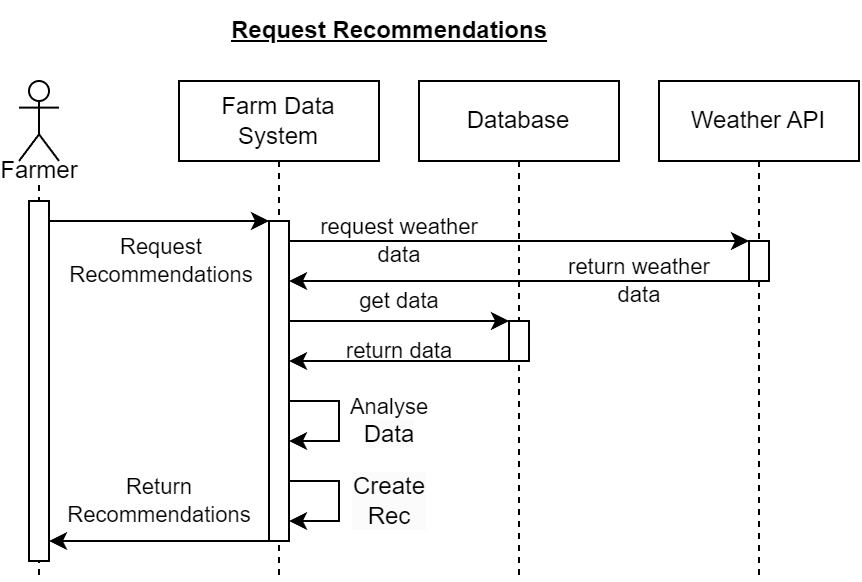 Request Recommendations
Farm Data
System
Database
Weather API
Farmer
request weather
data
Request
Recommendations
return weather
data
get data
return data
Analyse
Data
Return
Recommendations
Create
Rec